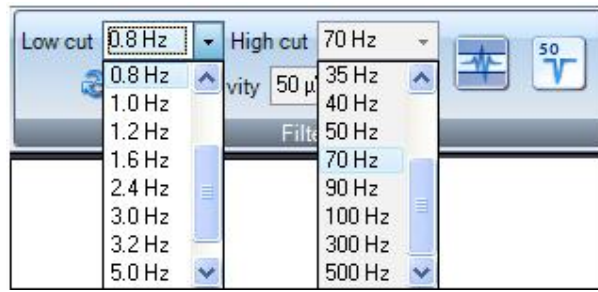 Low cut 0.8 Hz High cut 70 Hz 50
0.8 Hz vity 50 µ 35 Hz
1.0 Hz 40 Hz
1.2 Hz Filte 50 Hz
1.6 Hz 70 Hz
2.4 Hz 90 Hz
3.0 Hz 100 Hz
3.2 Hz 300 Hz
5.0 Hz 500 Hz